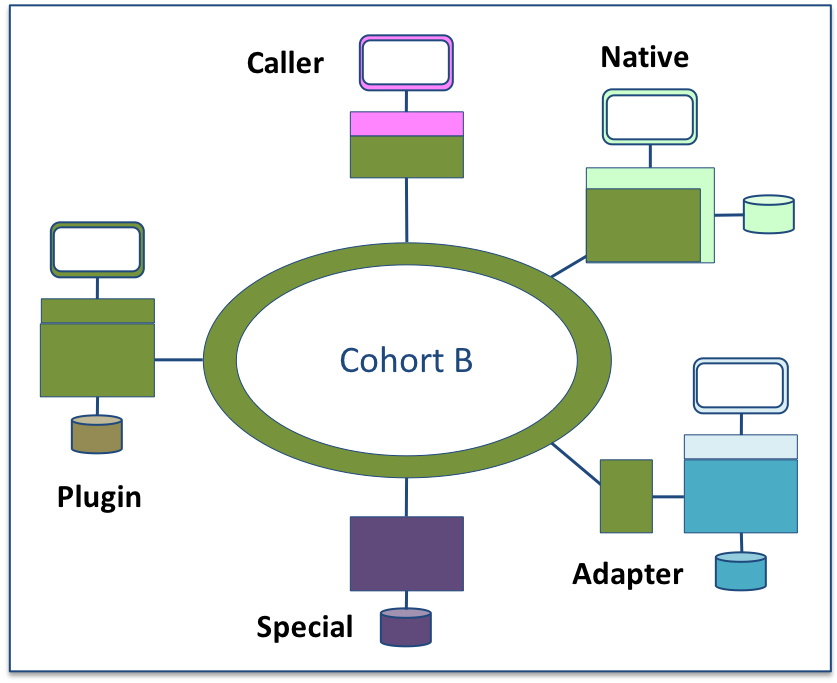 Caller
Native
Cohort B
Plugin
Adapter
Special